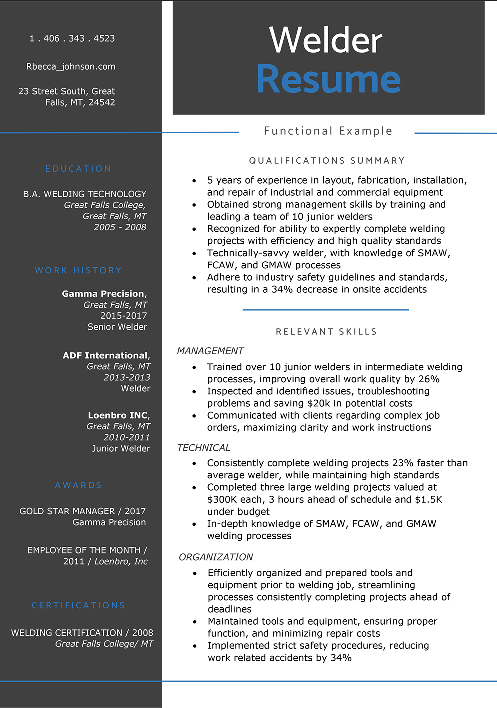 1 . 406 . 343 . 4523
Rbecca_johnson.com
23 Street South, Great
Falls, MT, 24542
EDUCATION
B.A. WELDING TECHNOLOGY
Great Falls College,
Great Falls, MT
2005 - 2008
WORK HISTORY
Gamma Precision,
Great Falls, MT
2015-2017
Senior Welder
ADF International,
Great Falls, MT
2013-2013
Welder
Loenbro INC,
Great Falls, MT
2010-2011
Junior Welder
AWARDS
GOLD STAR MANAGER / 2017
Gamma Precision
EMPLOYEE OF THE MONTH /
2011 / Loenbro, Inc
CERTIFICATIONS
WELDING CERTIFICATION / 2008
Great Falls College/ MT
Welder
Resume
Functional Example
QUALIFICATIONS SUMMARY
• 5 years of experience in layout, fabrication, installation,
and repair of industrial and commercial equipment
• Obtained strong management skills by training and
leading a team of 10 junior welders
• Recognized for ability to expertly complete welding
projects with efficiency and high quality standards
• Technically-savvy welder, with knowledge of SMAW,
FCAW, and GMAW processes
• Adhere to industry safety guidelines and standards,
resulting in a 34% decrease in onsite accidents
RELEVANT SKILLS
MANAGEMENT
• Trained over 10 junior welders in intermediate welding
processes, improving overall work quality by 26%
• Inspected and identified issues, troubleshooting
problems and saving $20k in potential costs
• Communicated with clients regarding complex job
orders, maximizing clarity and work instructions
TECHNICAL
• Consistently complete welding projects 23% faster than
average welder, while maintaining high standards
• Completed three large welding projects valued at
$300K each, 3 hours ahead of schedule and $1.5K
under budget
• In-depth knowledge of SMAW, FCAW, and GMAW
welding processes
ORGANIZATION
• Efficiently organized and prepared tools and
equipment prior to welding job, streamlining
processes consistently completing projects ahead of
deadlines
• Maintained tools and equipment, ensuring proper
function, and minimizing repair costs
• Implemented strict safety procedures, reducing
work related accidents by 34%